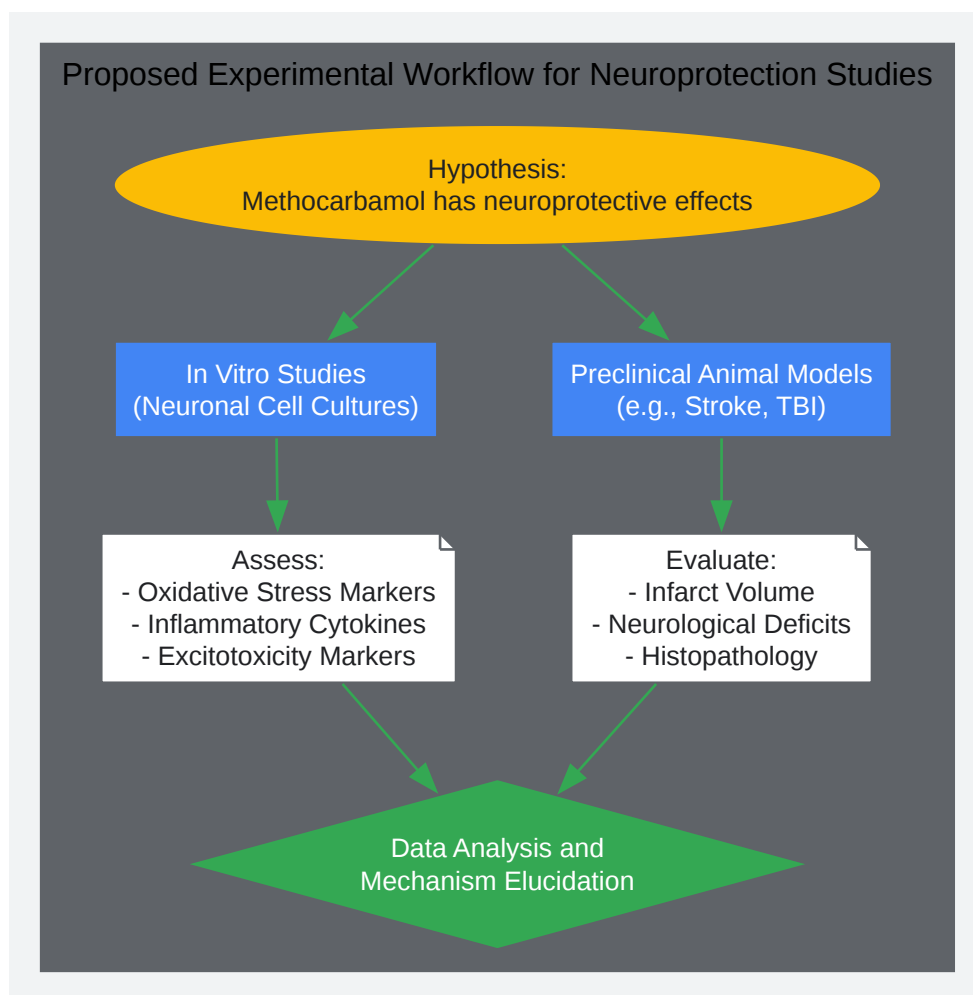 Proposed Experimental Workflow for Neuroprotection Studies
Hypothesis:
Methocarbamol has neuroprotective effects
In Vitro Studies
(Neuronal Cell Cultures)
Preclinical Animal Models
(e.g., Stroke, TBI)
Assess:
- Oxidative Stress Markers
- Inflammatory Cytokines
- Excitotoxicity Markers
Evaluate:
- Infarct Volume
- Neurological Deficits
- Histopathology
Data Analysis and
Mechanism Elucidation